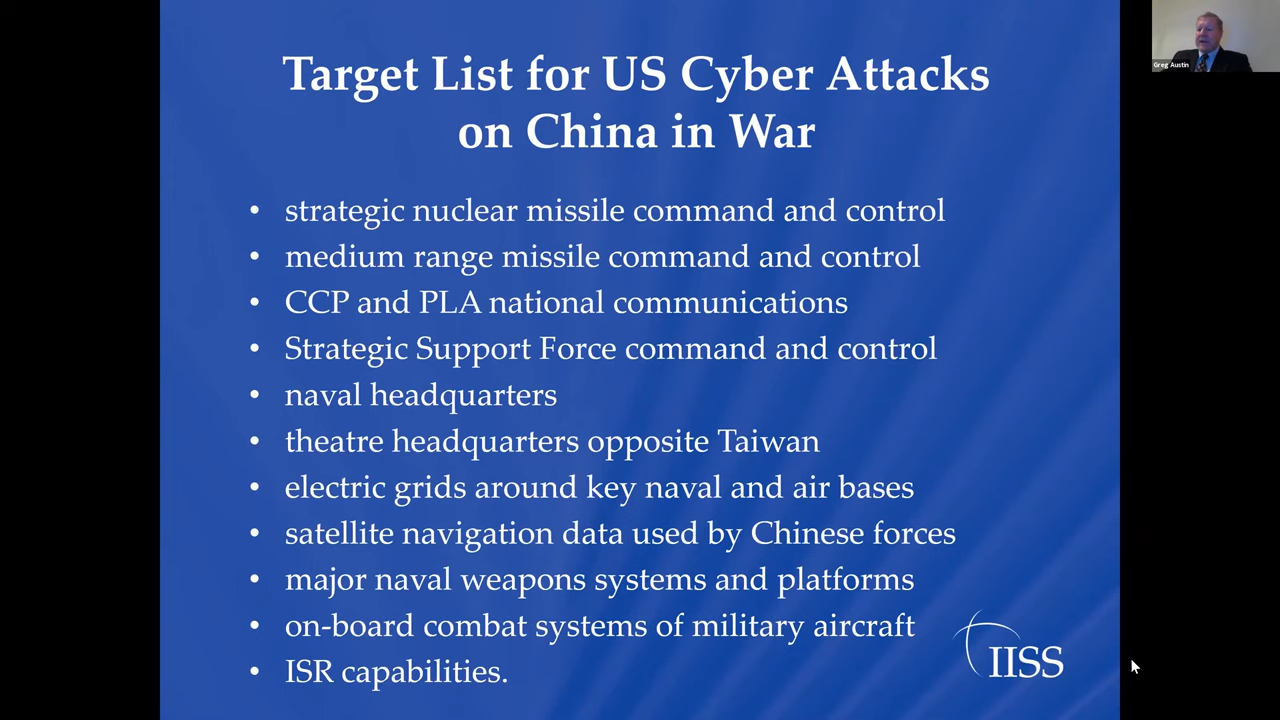 Target List for US Cyber Attacks
on China in War
• strategic nuclear missile command and control
• medium range missile command and control
• CCP and PLA national communications
• Strategic Support Force command and control
• naval headquarters
• theatre headquarters opposite Taiwan
• electric grids around key naval and air bases
• satellite navigation data used by Chinese forces
• major naval weapons systems and platforms
• on-board combat systems of military aircraft
• ISR capabilities.
IISS
Greg Austin